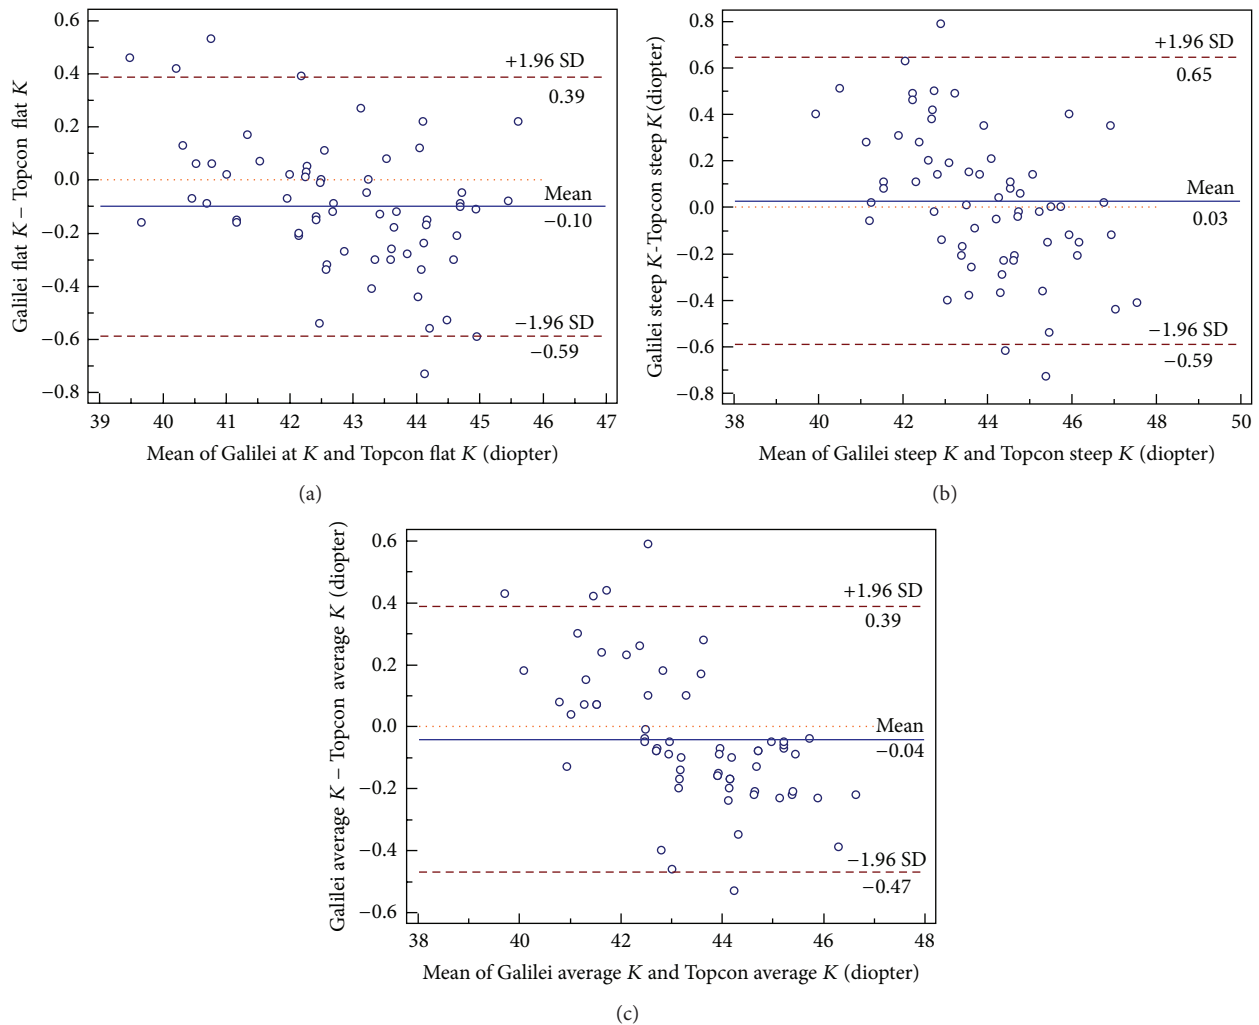 Galilei flat K − Topcon flat K
0.6
0.4
0.2
0.0
−0.2
−0.4
−0.6
−0.8
+1.96 SD
0.39
Mean
−0.10
−1.96 SD
−0.59
39 40 41 42 43 44 45 46 47
Mean of Galilei at K and Topcon flat K (diopter)
(a)
Galilei steep K-Topcon steep K(diopter)
0.8
0.6
0.4
0.2
0.0
−0.2
−0.4
−0.6
−0.8
+1.96 SD
0.65
Mean
0.03
−1.96 SD
−0.59
38 40 42 44 46 48 50
Mean of Galilei steep K and Topcon steep K (diopter)
(b)
Galilei average K − Topcon average K (diopter)
0.6
0.4
0.2
0.0
−0.2
−0.4
−0.6
+1.96 SD
0.39
Mean
−0.04
−1.96 SD
−0.47
38 40 42 44 46 48
Mean of Galilei average K and Topcon average K (diopter)
(c)